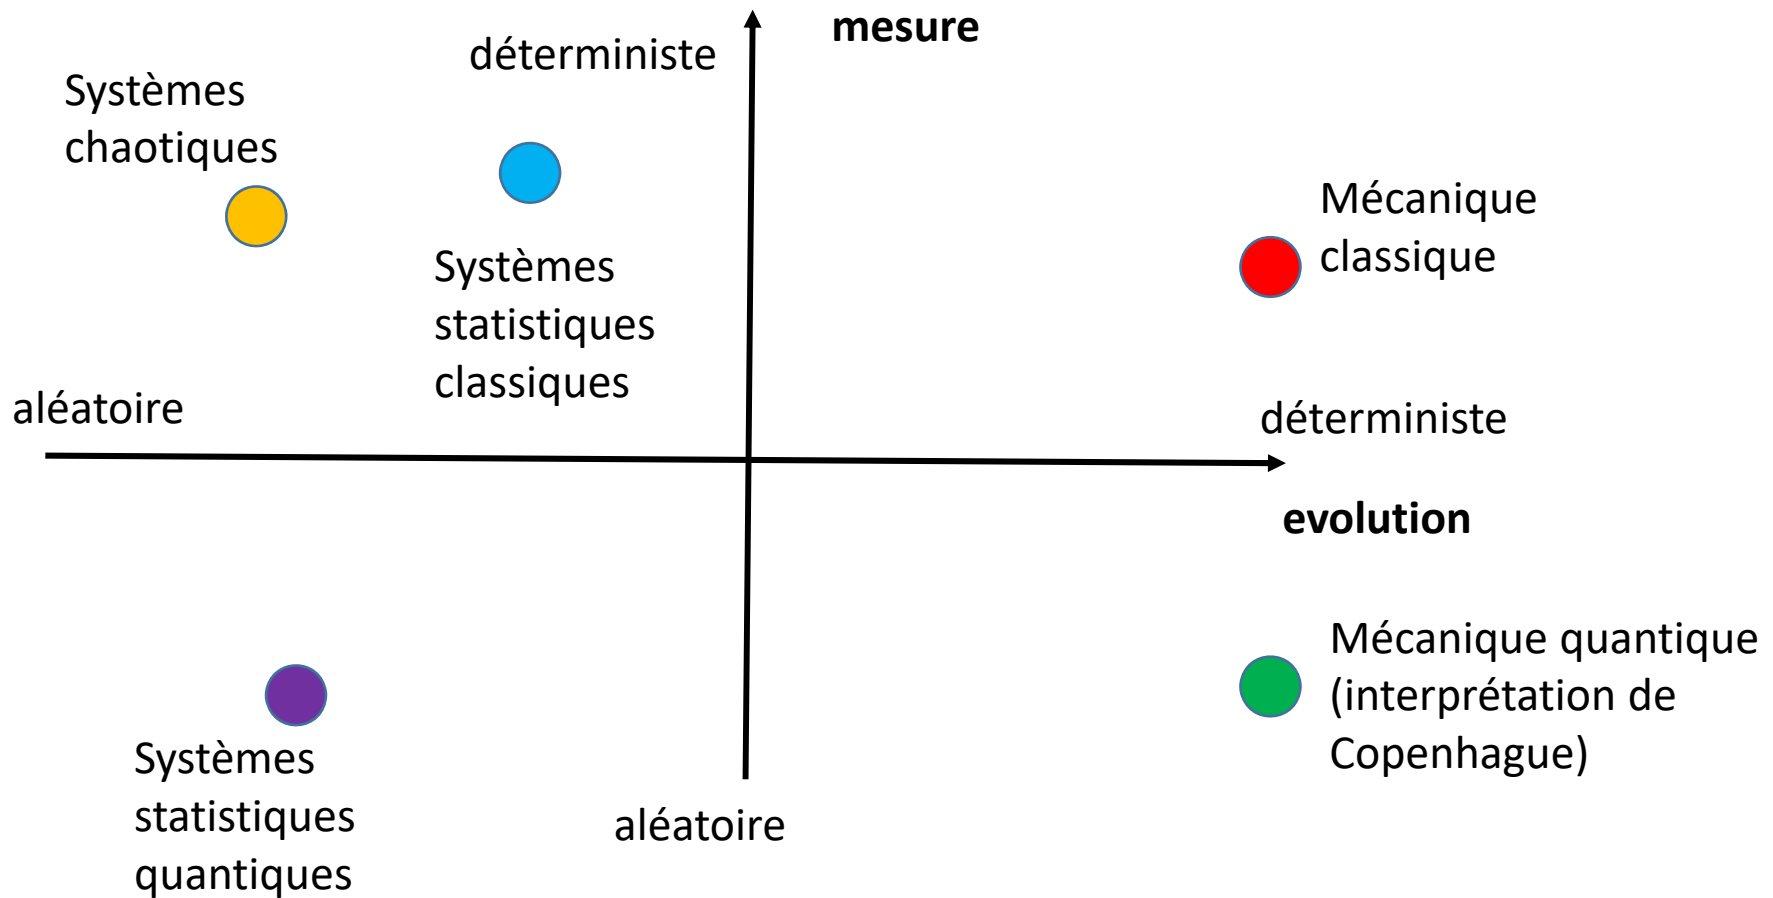 mesure
déterministe
Systèmes
chaotiques
Mécanique
classique
Systèmes
statistiques
classiques
aléatoire
déterministe
evolution
Mécanique quantique
(interprétation de
Copenhague)
Systèmes
statistiques
quantiques
aléatoire